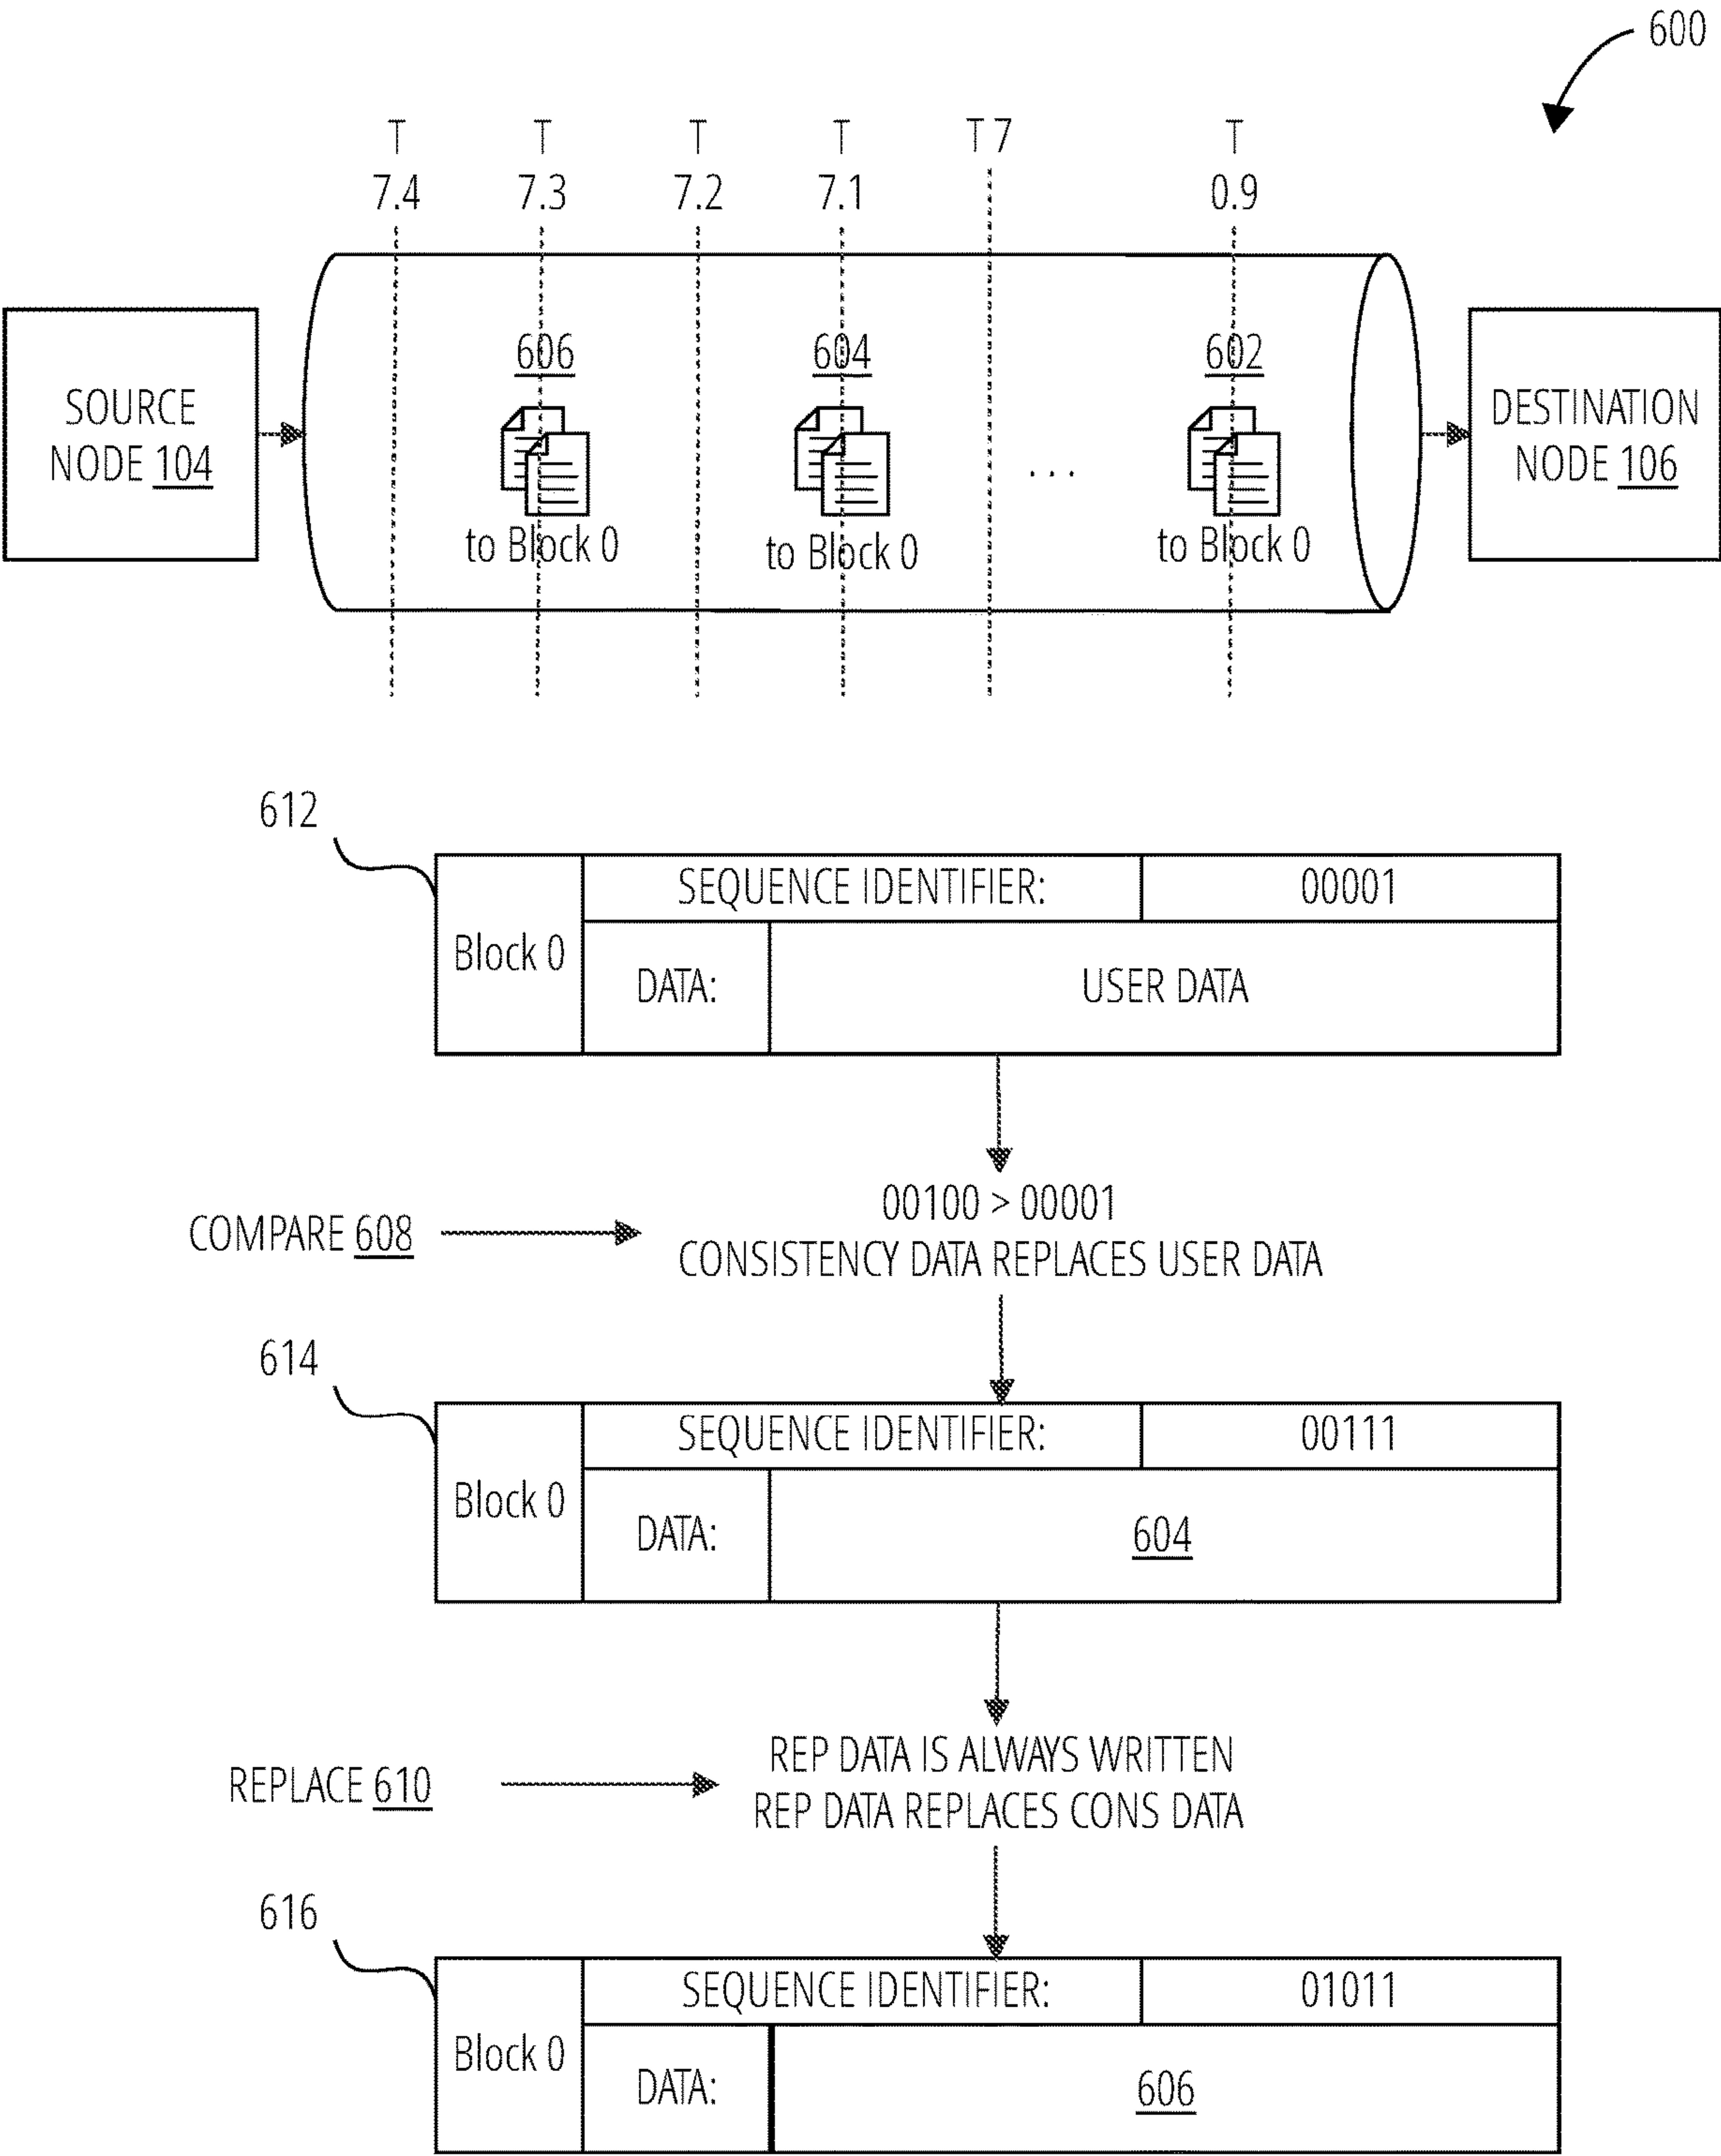 600
T 7.4
T 7.3
T 7.2
T 7.1
T 7
T 0.9
SOURCE
NODE 104
606
to Block 0
604
to Block 0
...
602
to Block 0
DESTINATION
NODE 106
612
Block 0
SEQUENCE IDENTIFIER:
00001
DATA:
USER DATA
COMPARE 608
00100 > 00001
CONSISTENCY DATA REPLACES USER DATA
614
Block 0
SEQUENCE IDENTIFIER:
00111
DATA:
604
REPLACE 610
REP DATA IS ALWAYS WRITTEN
REP DATA REPLACES CONS DATA
616
Block 0
SEQUENCE IDENTIFIER:
01011
DATA:
606